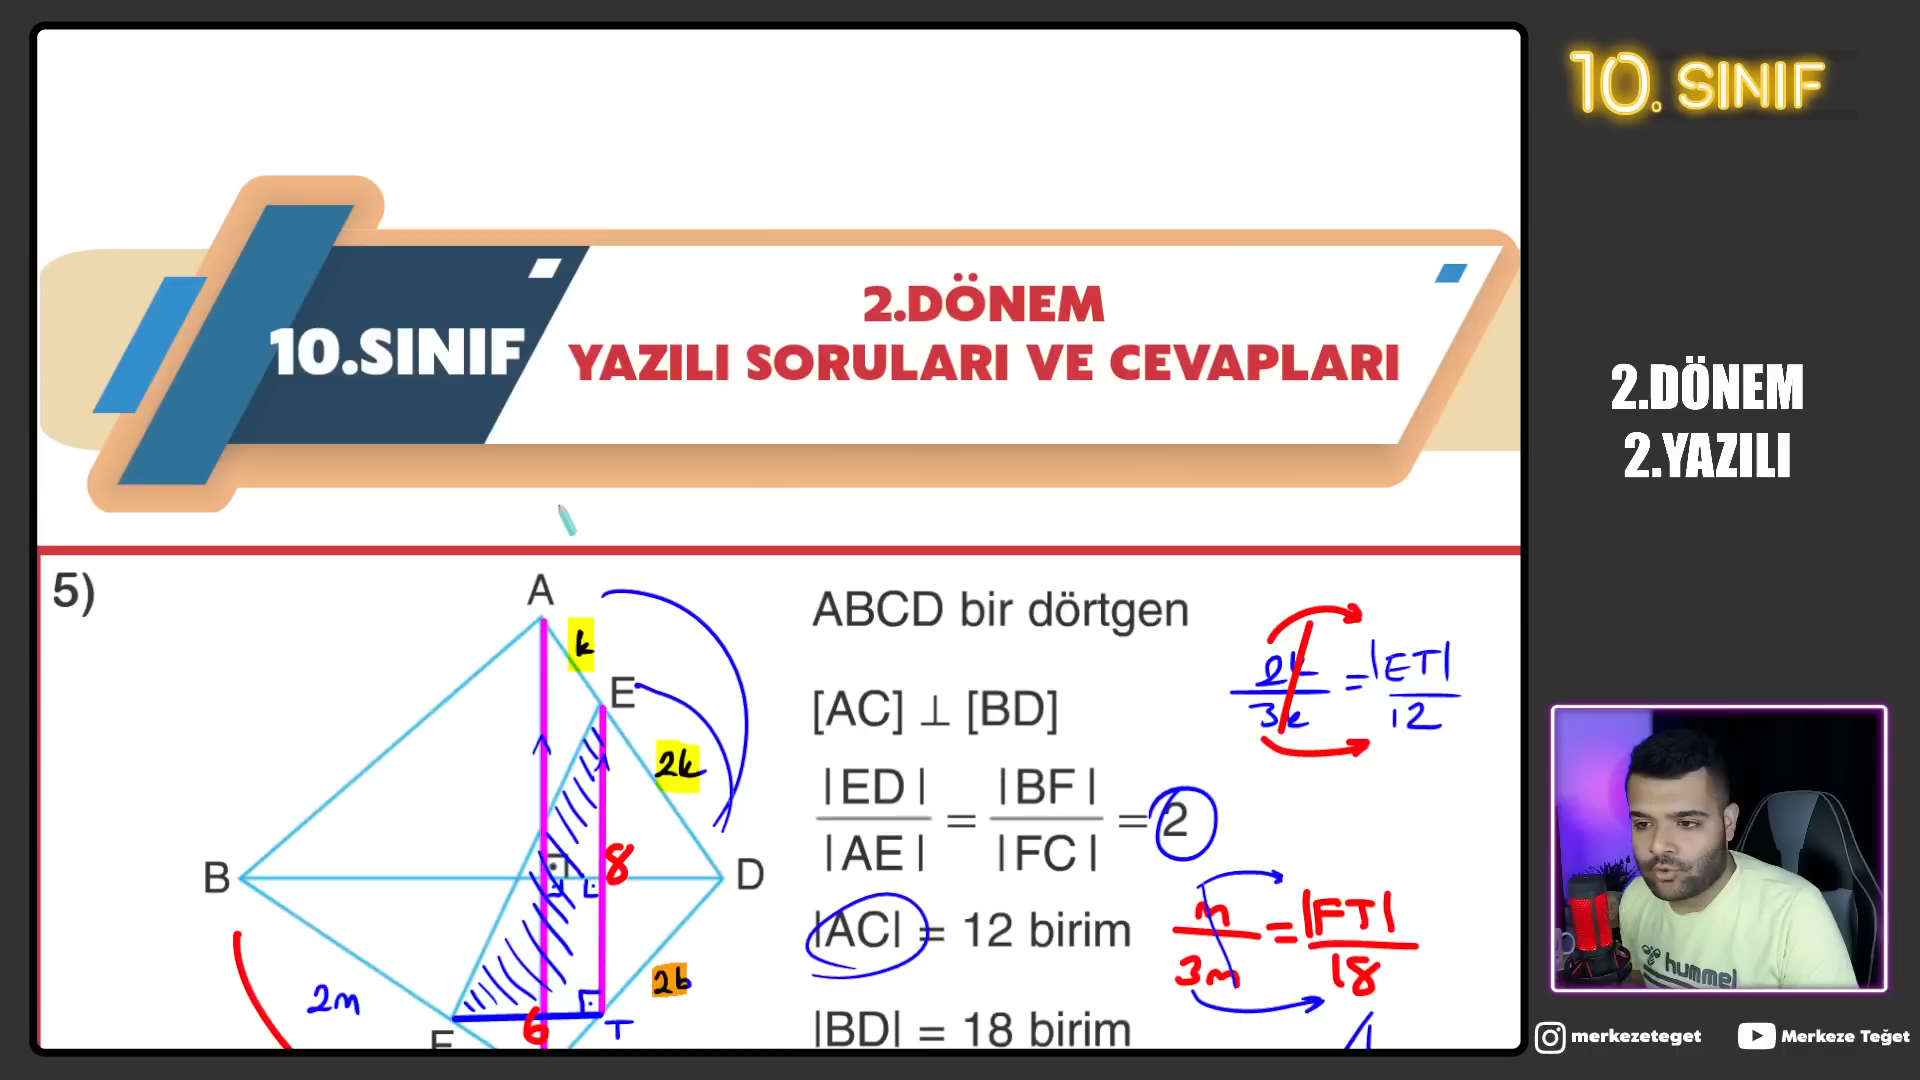 10. SINIF
10.SINIF
2.DÖNEM
YAZILI SORULARI VE CEVAPLARI
2.DÖNEM
2.YAZILI
5)
A
k
E
2k
B
D
8
2m
2b
6
T
F
ABCD bir dörtgen
[AC] ⊥ [BD]
|ED| / |AE| = |BF| / |FC| = 2
|AC| = 12 birim
|BD| = 18 birim
2k / 3k = |ET| / 12
m / 3m = |FT| / 18
hummel
merkezeteget
Merkeze Teğet